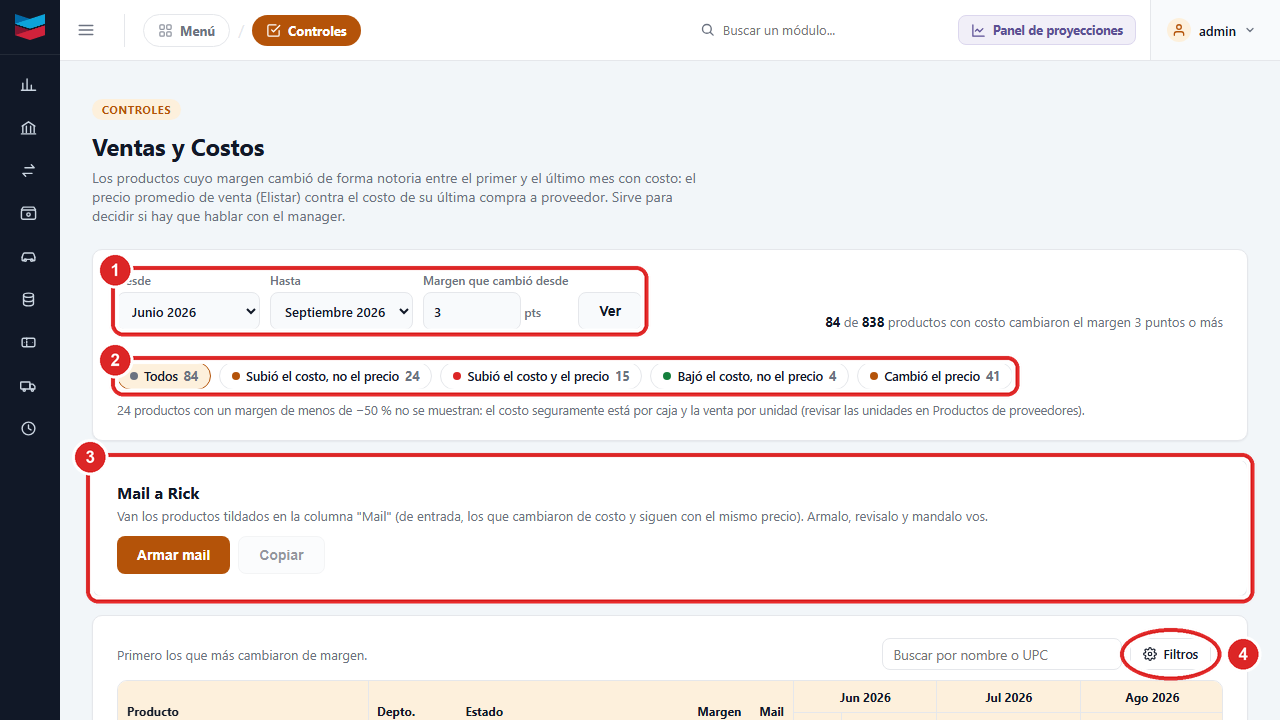 Menú / Controles
Buscar un módulo...
Panel de proyecciones
admin
CONTROLES
Ventas y Costos
Los productos cuyo margen cambió de forma notoria entre el primer y el último mes con costo: el
precio promedio de venta (Elistar) contra el costo de su última compra a proveedor. Sirve para
decidir si hay que hablar con el manager.
1
esde Hasta Margen que cambió desde
Junio 2026 Septiembre 2026 3 pts Ver
84 de 838 productos con costo cambiaron el margen 3 puntos o más
2
Todos 84 Subió el costo, no el precio 24 Subió el costo y el precio 15 Bajó el costo, no el precio 4 Cambió el precio 41
24 productos con un margen de menos de −50 % no se muestran: el costo seguramente está por caja y la venta por unidad (revisar las unidades en Productos de proveedores).
3
Mail a Rick
Van los productos tildados en la columna "Mail" (de entrada, los que cambiaron de costo y siguen con el mismo precio). Armalo, revisalo y mandalo vos.
Armar mail Copiar
Primero los que más cambiaron de margen.
Buscar por nombre o UPC
Filtros
4
Jun 2026 Jul 2026 Ago 2026
Producto Depto. Estado Margen Mail